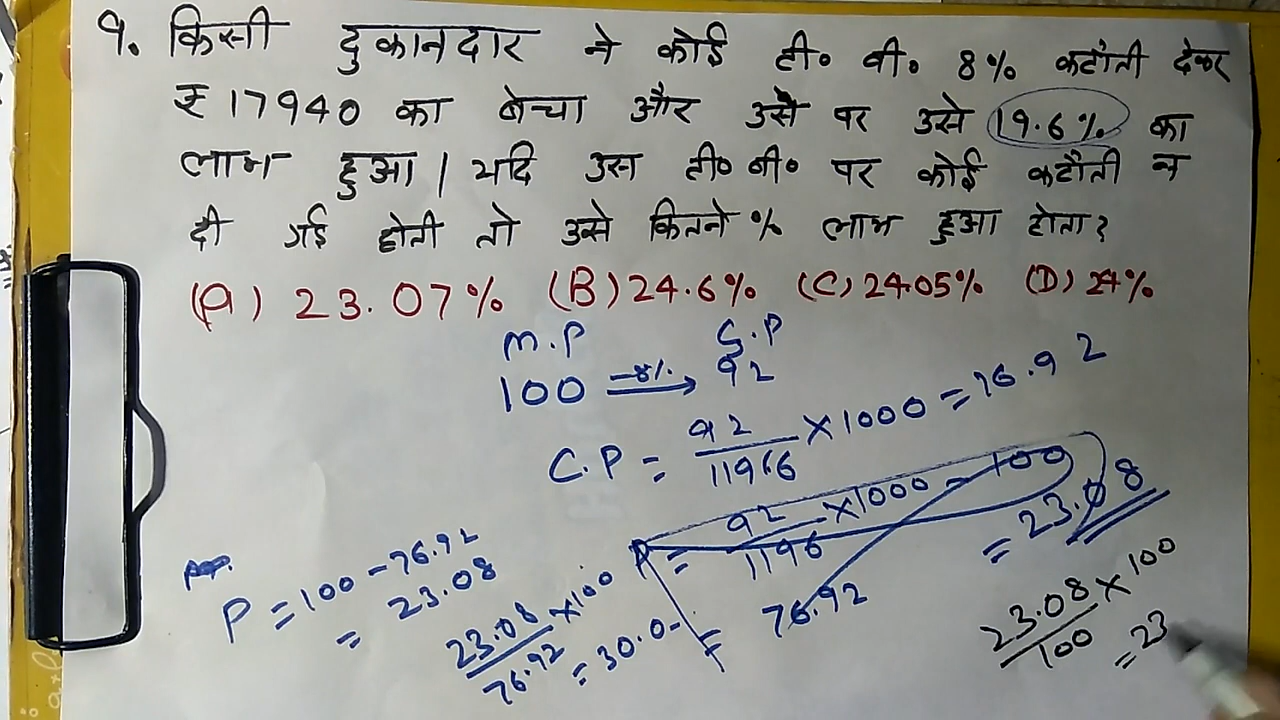 9. किसी दुकानदार ने कोई टी० वी० 8% कटौती देकर
₹17940 का बेचा और उसे पर उसे 19.6% का
लाभ हुआ। यदि उस टी० वी० पर कोई कटौती न
दी गई होती तो उसे कितने % लाभ हुआ होता?
(A) 23.07% (B) 24.6% (C) 24.05% (D) 24%
M.P S.P
100 -8% 92
C.P = 92/11966 × 1000 = 76.92
= 92/1196 × 1000 - 100
= 23.08
76.92
P = 100 - 76.92
= 23.08
23.08/76.92 × 100
= 30.0
23.08/100 × 100
= 23